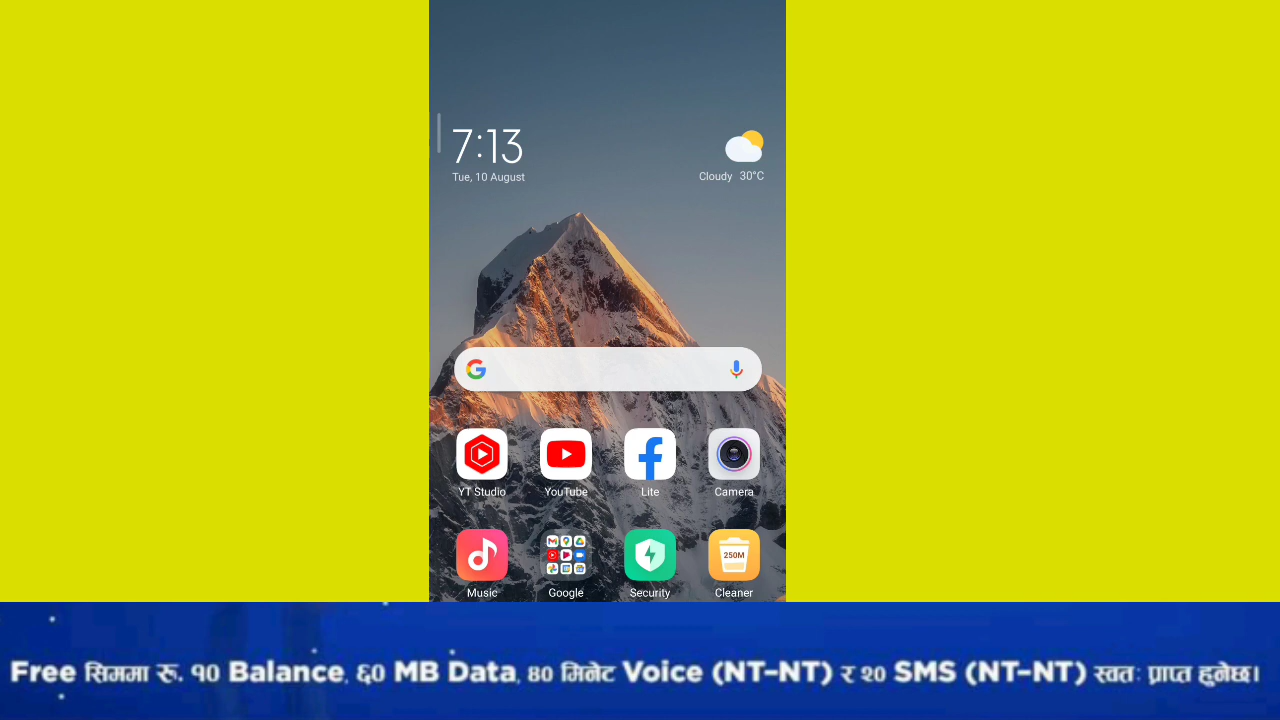 7:13
Tue, 10 August
Cloudy 30°C
YT Studio YouTube Lite Camera
250M
Music Google Security Cleaner
Free सिममा रू. १० Balance, ६० MB Data, ४० मिनेट Voice (NT-NT) र २० SMS (NT-NT) स्वतः प्राप्त हुनेछ।